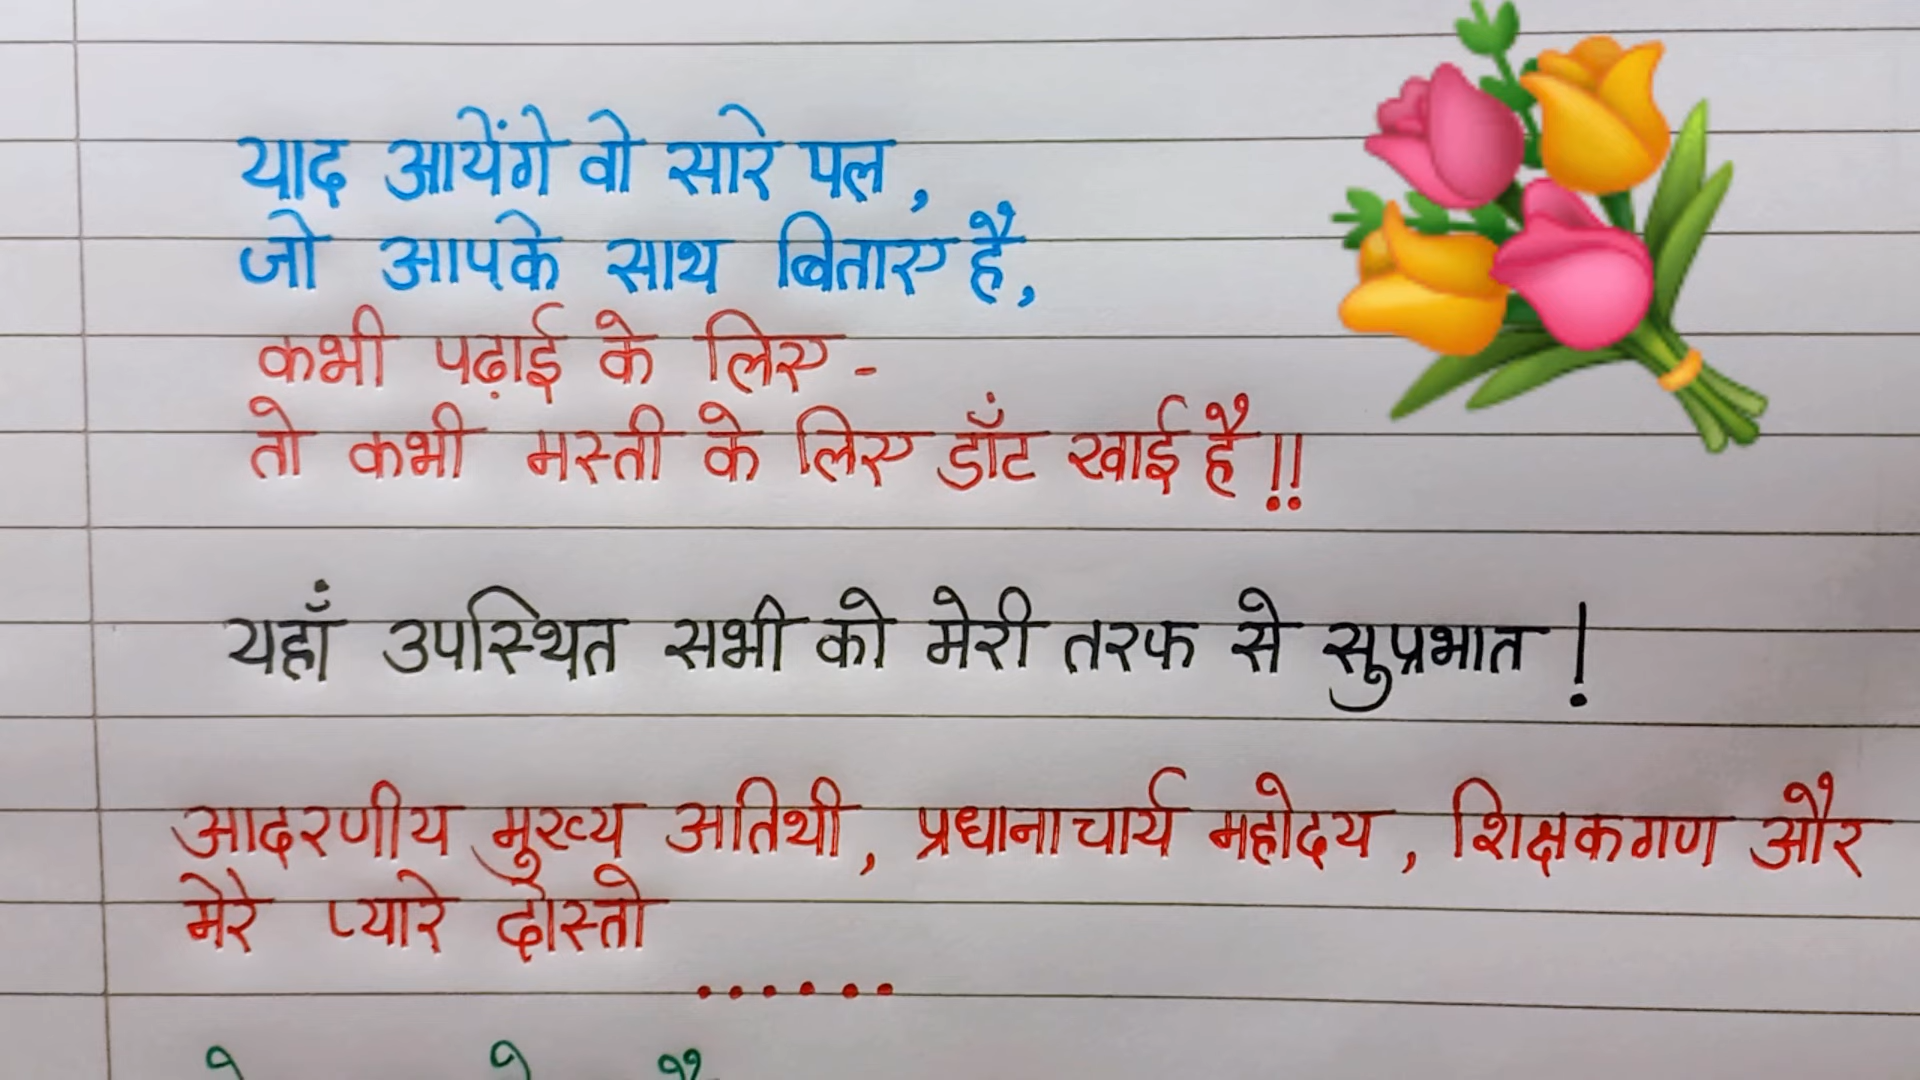 याद आयेंगे वो सारे पल,
जो आपके साथ बिताए है,
कभी पढ़ाई के लिए -
तो कभी मस्ती के लिए डाँट खाई है!!
यहाँ उपस्थित सभी को मेरी तरफ से सुप्रभात!
आदरणीय मुख्य अतिथी, प्रधानाचार्य महोदय, शिक्षकगण और
मेरे प्यारे दोस्तो
......